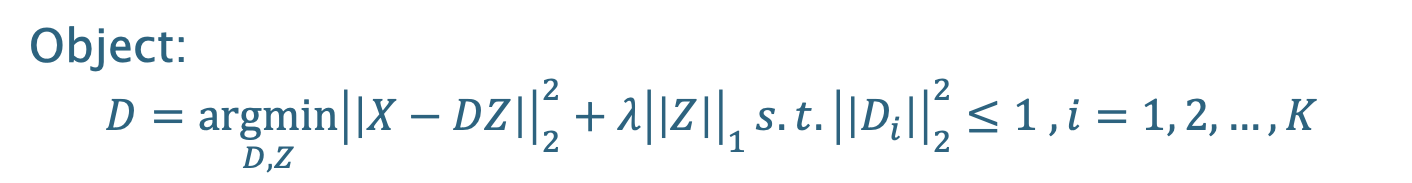 Object:
D = argmin||X − DZ||₂² + λ||Z||₁ s.t.||Dᵢ||₂² ≤ 1 , i = 1, 2, … , K
D,Z